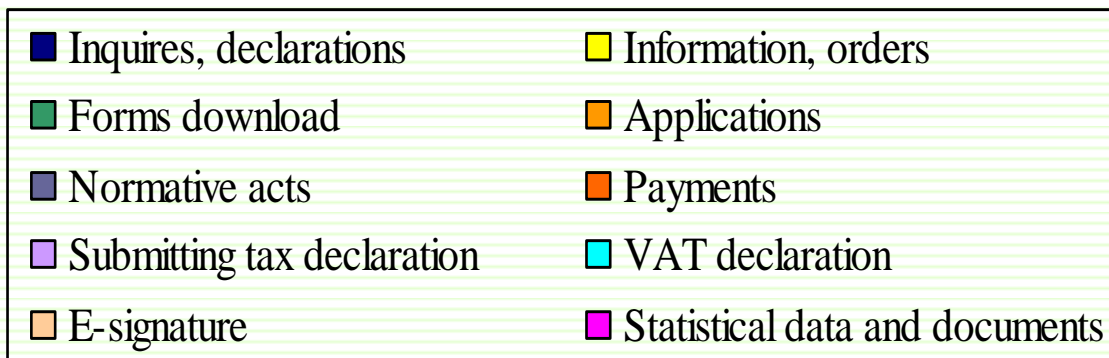 Inquires, declarations
Information, orders
Forms download
Applications
Normative acts
Payments
Submitting tax declaration
VAT declaration
E-signature
Statistical data and documents